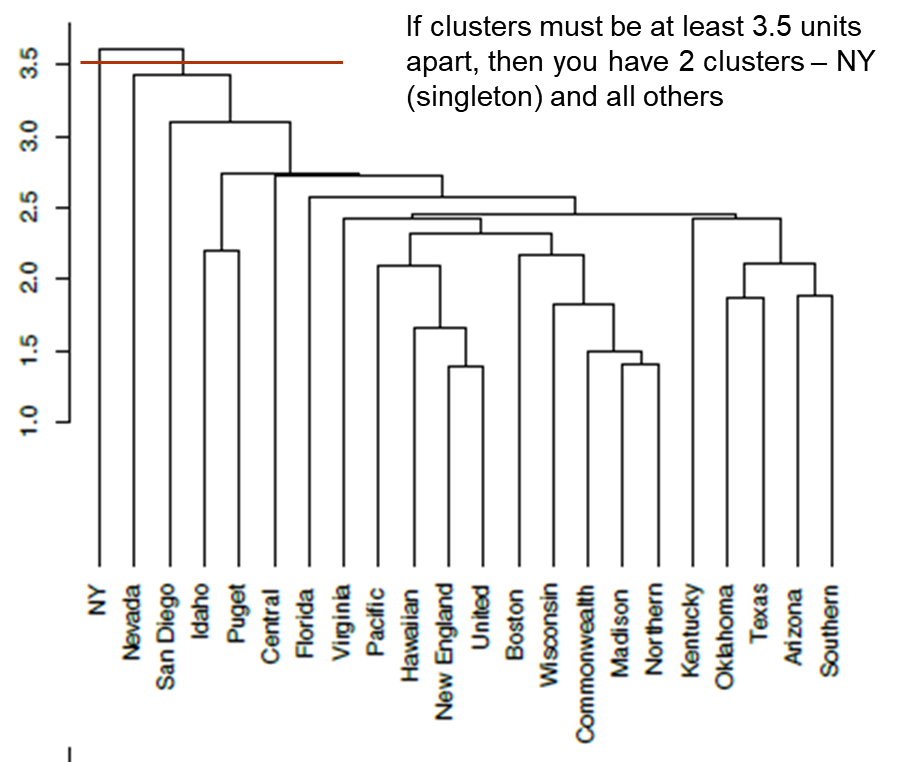 If clusters must be at least 3.5 units
apart, then you have 2 clusters – NY
(singleton) and all others
3.5
3.0
2.5
2.0
1.5
1.0
NY
Nevada
San Diego
Idaho
Puget
Central
Florida
Virginia
Pacific
Hawaiian
New England
United
Boston
Wisconsin
Commonwealth
Madison
Northern
Kentucky
Oklahoma
Texas
Arizona
Southern